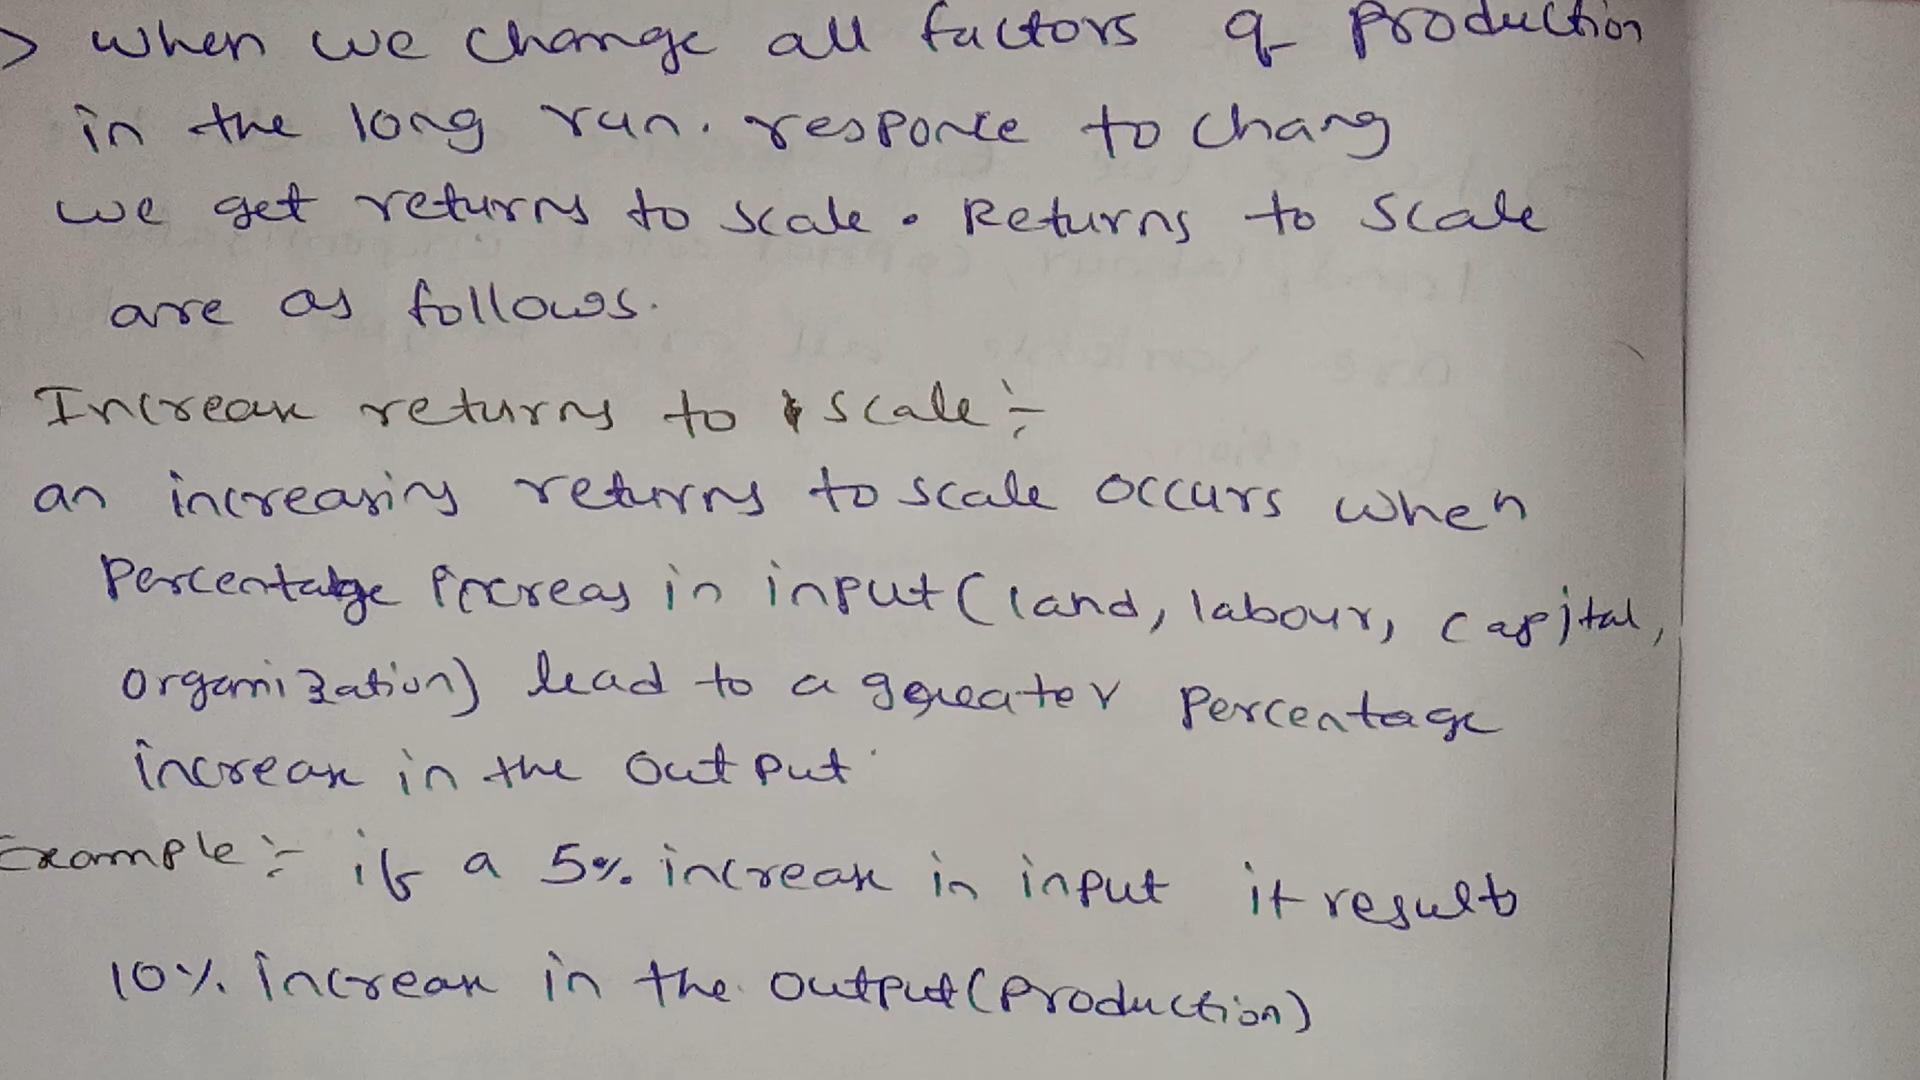 > when we change all factors of production
in the long run. responce to chang
we get returns to scale. Returns to scale
are as follows.
Increase returns to scale :-
an increasing returns to scale occurs when
Percentage increas in input (land, labour, capital,
organization) lead to a greater percentage
increase in the output
Example :- if a 5% increase in input it results
10% increase in the output (production)